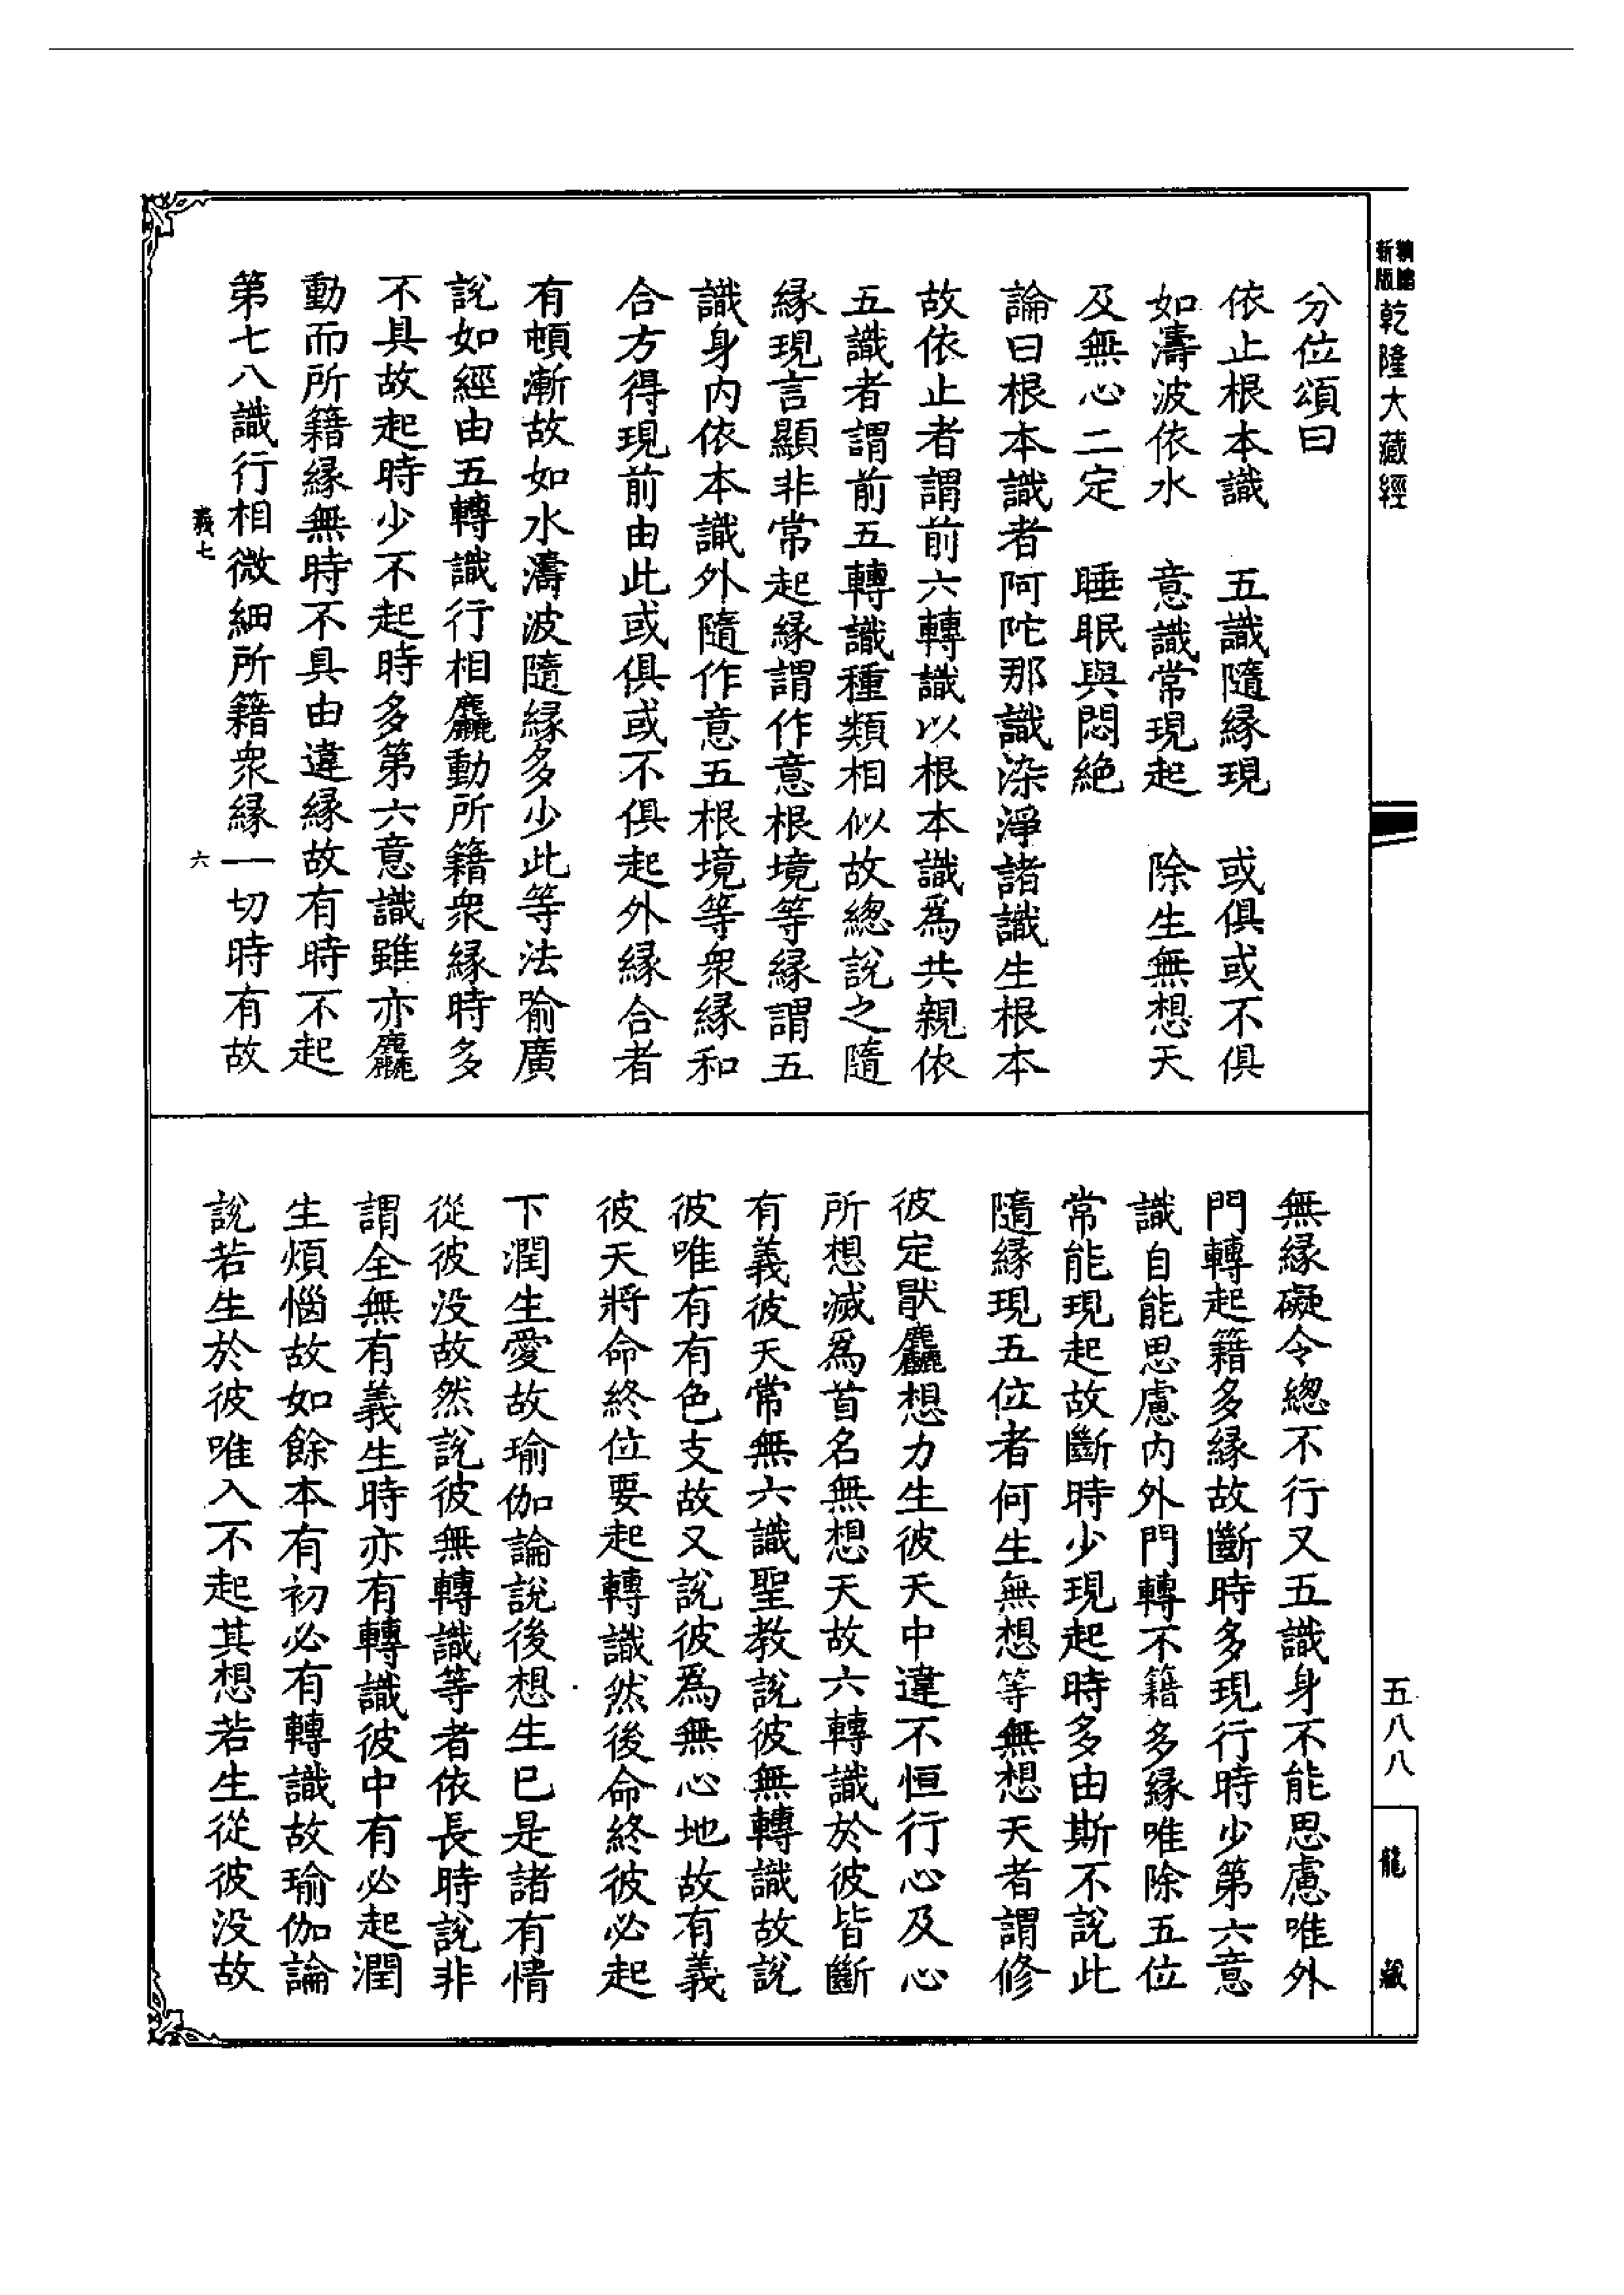 新版精縮乾隆大藏經
分位頌曰
依止根本識　五識隨緣現　或俱或不俱
如濤波依水　意識常現起　除生無想天
及無心二定　睡眠與悶絕
論曰根本識者阿陀那識染淨諸識生根本
故依止者謂前六轉識以根本識為共親依
五識者謂前五轉識種類相似故總說之隨
緣現言顯非常起緣謂作意根境等緣謂五
識身內依本識外隨作意五根境等衆緣和
合方得現前由此或俱或不俱起外緣合者
有頓漸故如水濤波隨緣多少此等法喻廣
說如經由五轉識行相麤動所籍衆緣時多
不具故起時少不起時多第六意識雖亦麤
動而所籍緣無時不具由違緣故有時不起
第七八識行相微細所籍衆緣一切時有故
義七
六
無緣礙令總不行又五識身不能思慮唯外
門轉起籍多緣故斷時多現行時少第六意
識自能思慮內外門轉不籍多緣唯除五位
常能現起故斷時少現起時多由斯不說此
隨緣現五位者何生無想等無想天者謂修
彼定猒麤想力生彼天中違不恒行心及心
所想滅為首名無想天故六轉識於彼皆斷
有義彼天常無六識聖教說彼無轉識故說
彼唯有有色支故又說彼為無心地故有義
彼天將命終位要起轉識然後命終彼必起
下潤生愛故瑜伽論說後想生已是諸有情
從彼沒故然說彼無轉識等者依長時說非
謂全無有義生時亦有轉識彼中有必起潤
生煩惱故如餘本有初必有轉識故瑜伽論
說若生於彼唯入不起其想若生從彼沒故
五八八
龍藏